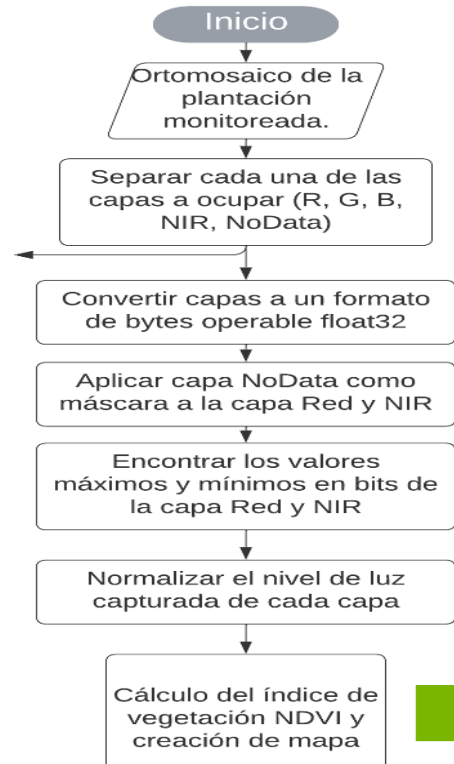 Inicio
Ortomosaico de la
plantación
monitoreada.
Separar cada una de las
capas a ocupar (R, G, B,
NIR, NoData)
Convertir capas a un formato
de bytes operable float32
Aplicar capa NoData como
máscara a la capa Red y NIR
Encontrar los valores
máximos y mínimos en bits de
la capa Red y NIR
Normalizar el nivel de luz
capturada de cada capa
Cálculo del índice de
vegetación NDVI y
creación de mapa